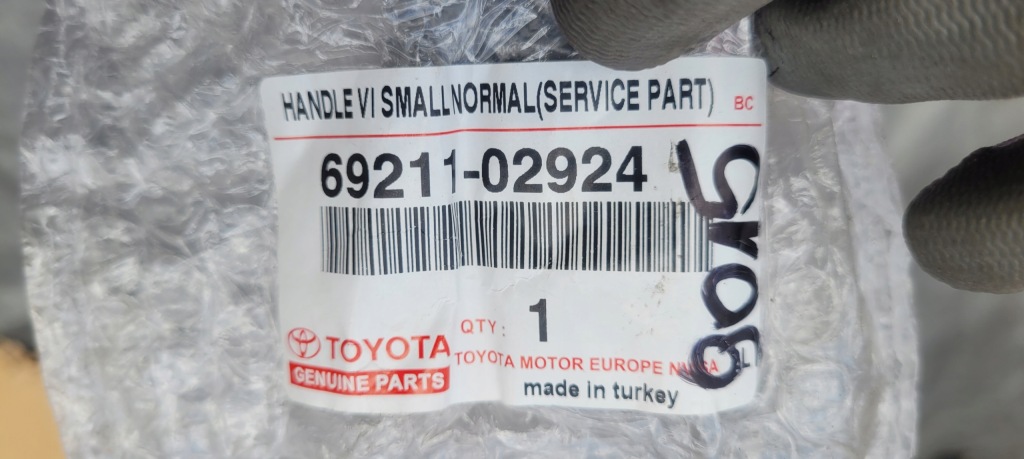 HANDLE VI SMALLNORMAL(SERVICE PART) BC
69211-02924
QTY: 1
TOYOTA
GENUINE PARTS
TOYOTA MOTOR EUROPE
made in turkey